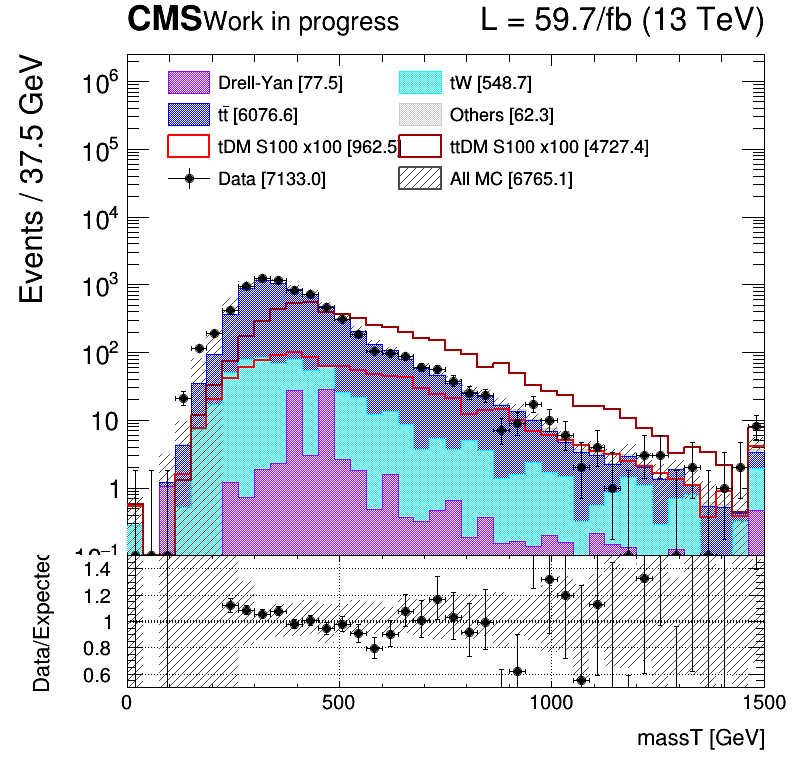 CMS Work in progress L = 59.7/fb (13 TeV)
Events / 37.5 GeV
Drell-Yan [77.5] tW [548.7]
tt̄ [6076.6] Others [62.3]
tDM S100 x100 [962.5] ttDM S100 x100 [4727.4]
Data [7133.0] All MC [6765.1]
10⁶
10⁵
10⁴
10³
10²
10
1
10⁻¹
Data/Expected
1.4
1.2
1
0.8
0.6
0 500 1000 1500
massT [GeV]